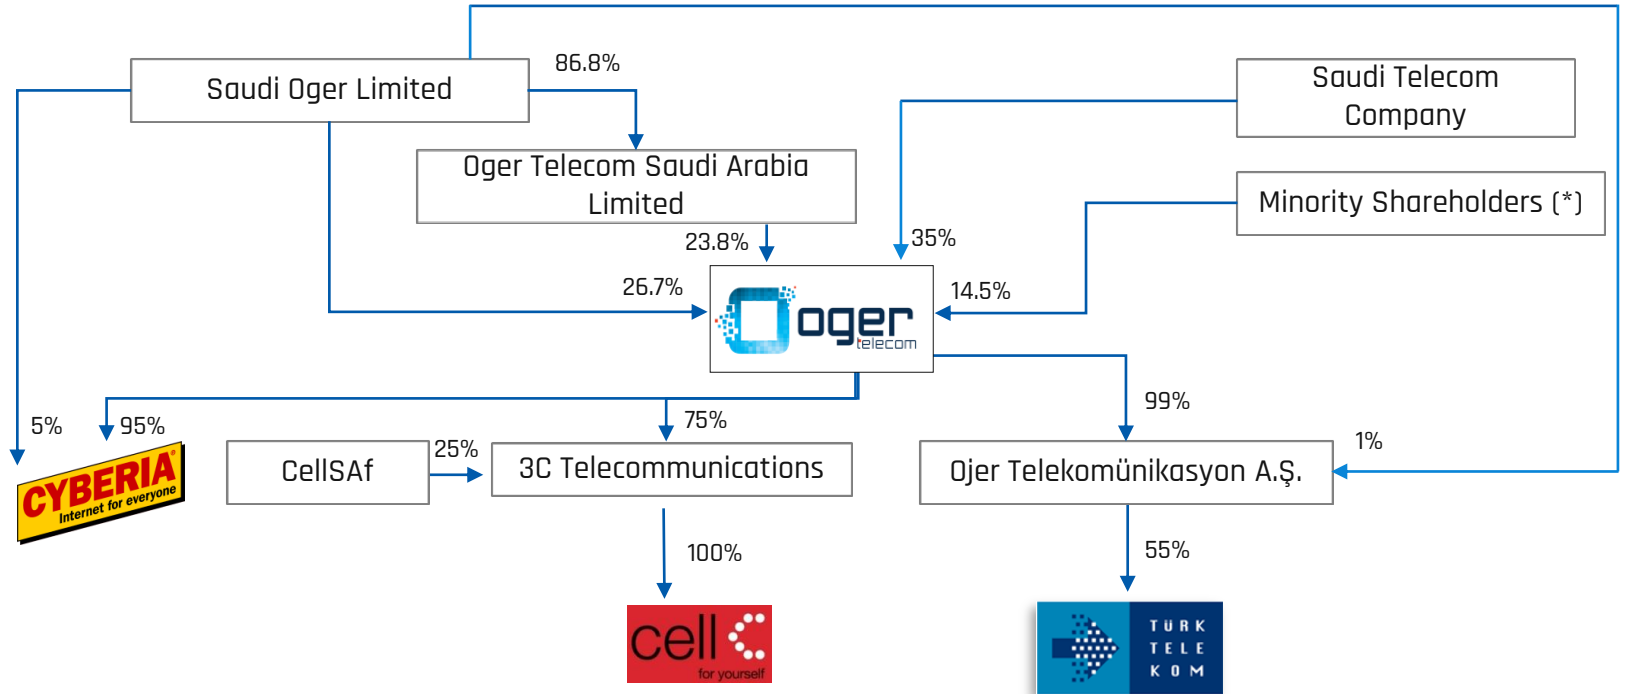 86.8%
Saudi Oger Limited
Saudi Telecom
Company
Oger Telecom Saudi Arabia
Limited
Minority Shareholders (*)
23.8%
35%
26.7%
14.5%
oger
telecom
5%
95%
75%
99%
1%
CellSAf
25%
3C Telecommunications
Ojer Telekomünikasyon A.Ş.
CYBERIA®
Internet for everyone
100%
55%
cell C
for yourself
TÜRK
TELE
KOM